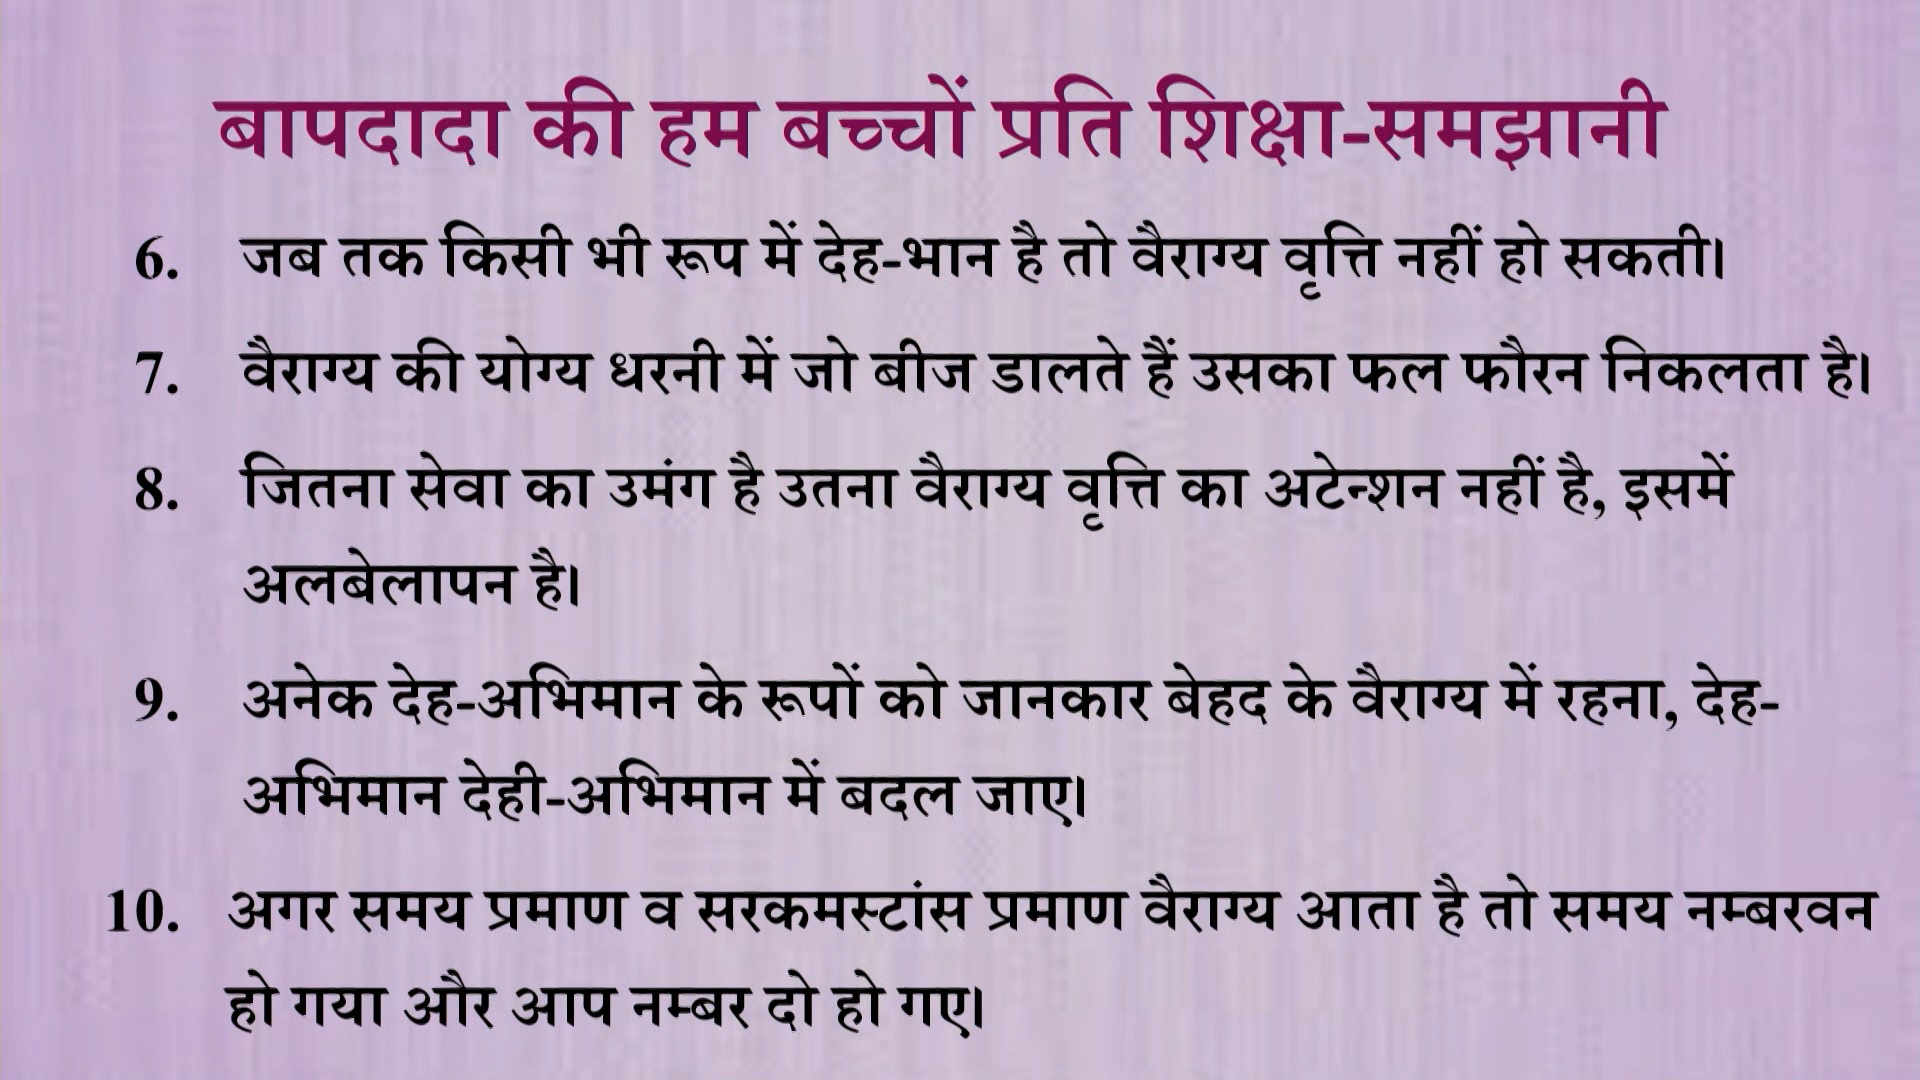 बापदादा की हम बच्चों प्रति शिक्षा-समझानी
6. जब तक किसी भी रूप में देह-भान है तो वैराग्य वृत्ति नहीं हो सकती।
7. वैराग्य की योग्य धरनी में जो बीज डालते हैं उसका फल फौरन निकलता है।
8. जितना सेवा का उमंग है उतना वैराग्य वृत्ति का अटेन्शन नहीं है, इसमें
अलबेलापन है।
9. अनेक देह-अभिमान के रूपों को जानकार बेहद के वैराग्य में रहना, देह-
अभिमान देही-अभिमान में बदल जाए।
10. अगर समय प्रमाण व सरकमस्टांस प्रमाण वैराग्य आता है तो समय नम्बरवन
हो गया और आप नम्बर दो हो गए।